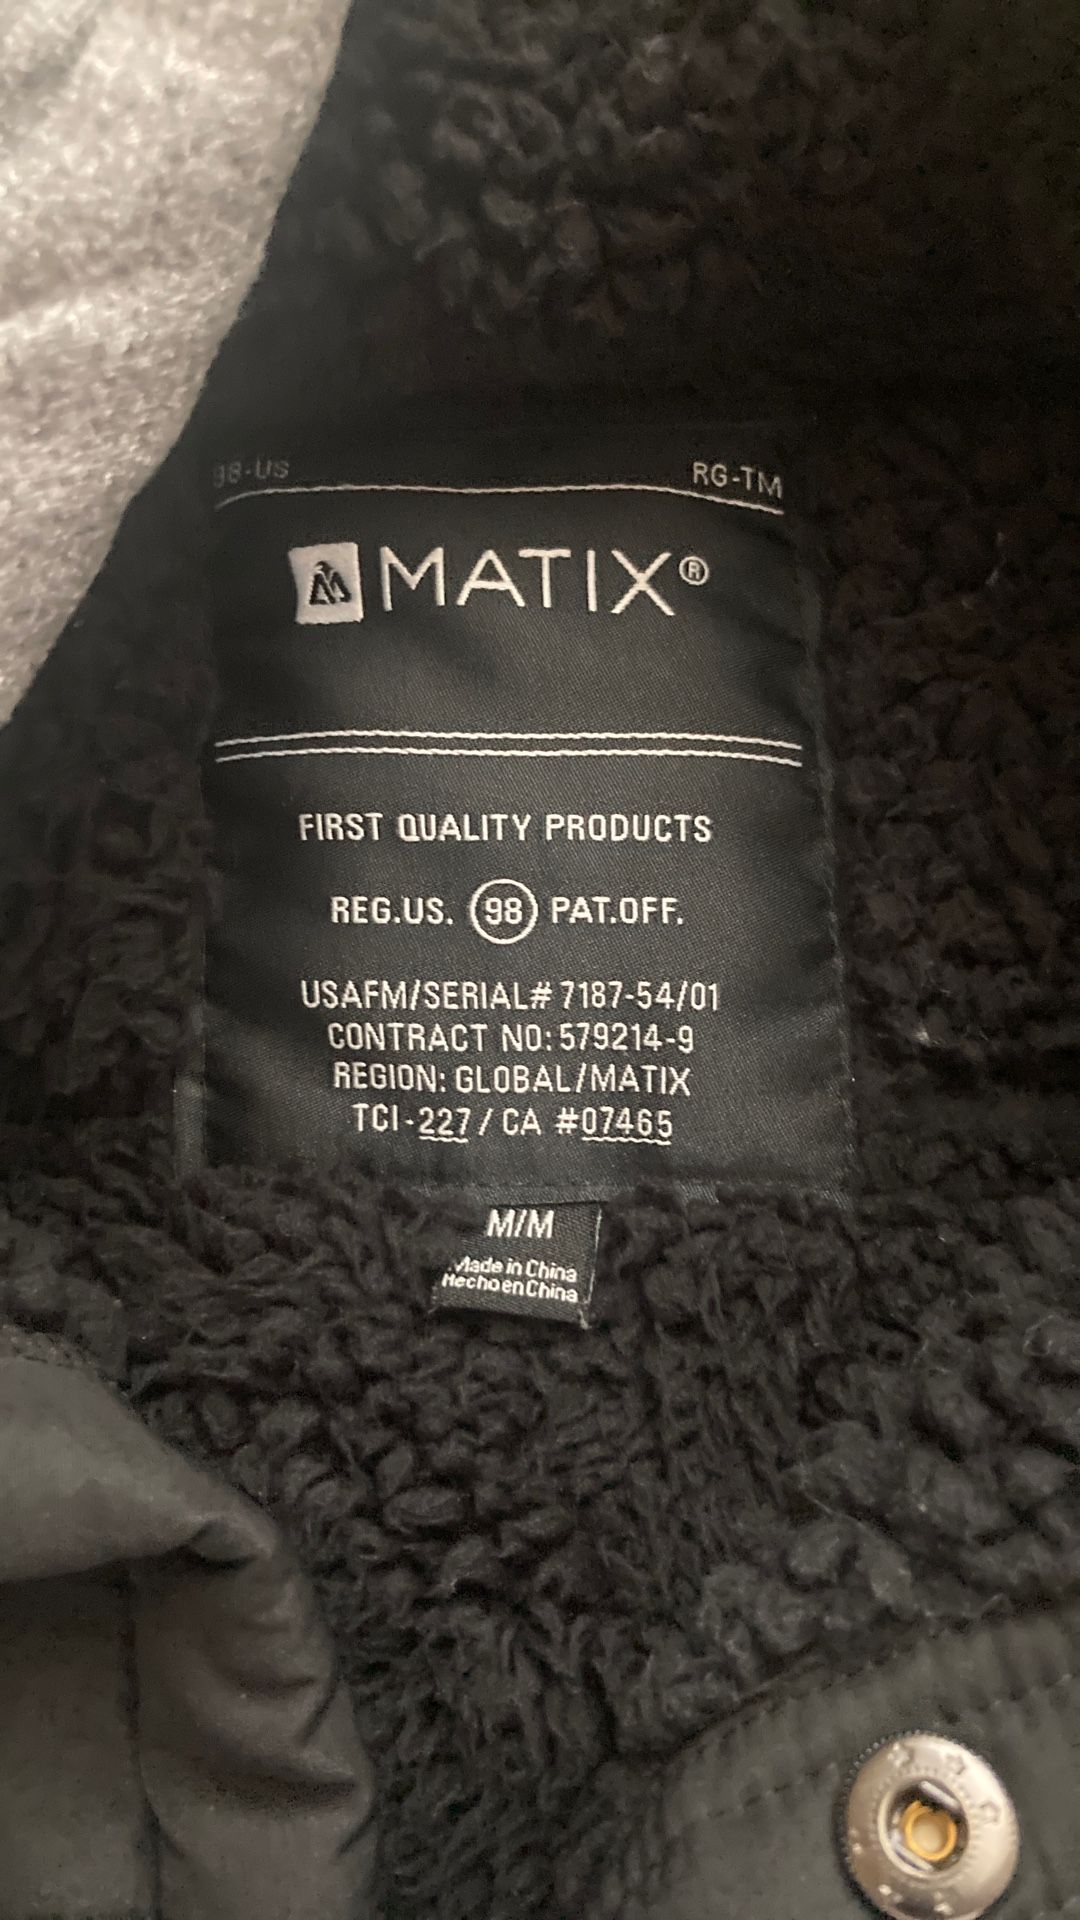 98-US RG-TM
MATIX®
FIRST QUALITY PRODUCTS
REG.US. 98 PAT.OFF.
USAFM/SERIAL# 7187-54/01
CONTRACT NO: 579214-9
REGION: GLOBAL/MATIX
TCI-227 / CA #07465
M/M
Made in China
Hecho en China